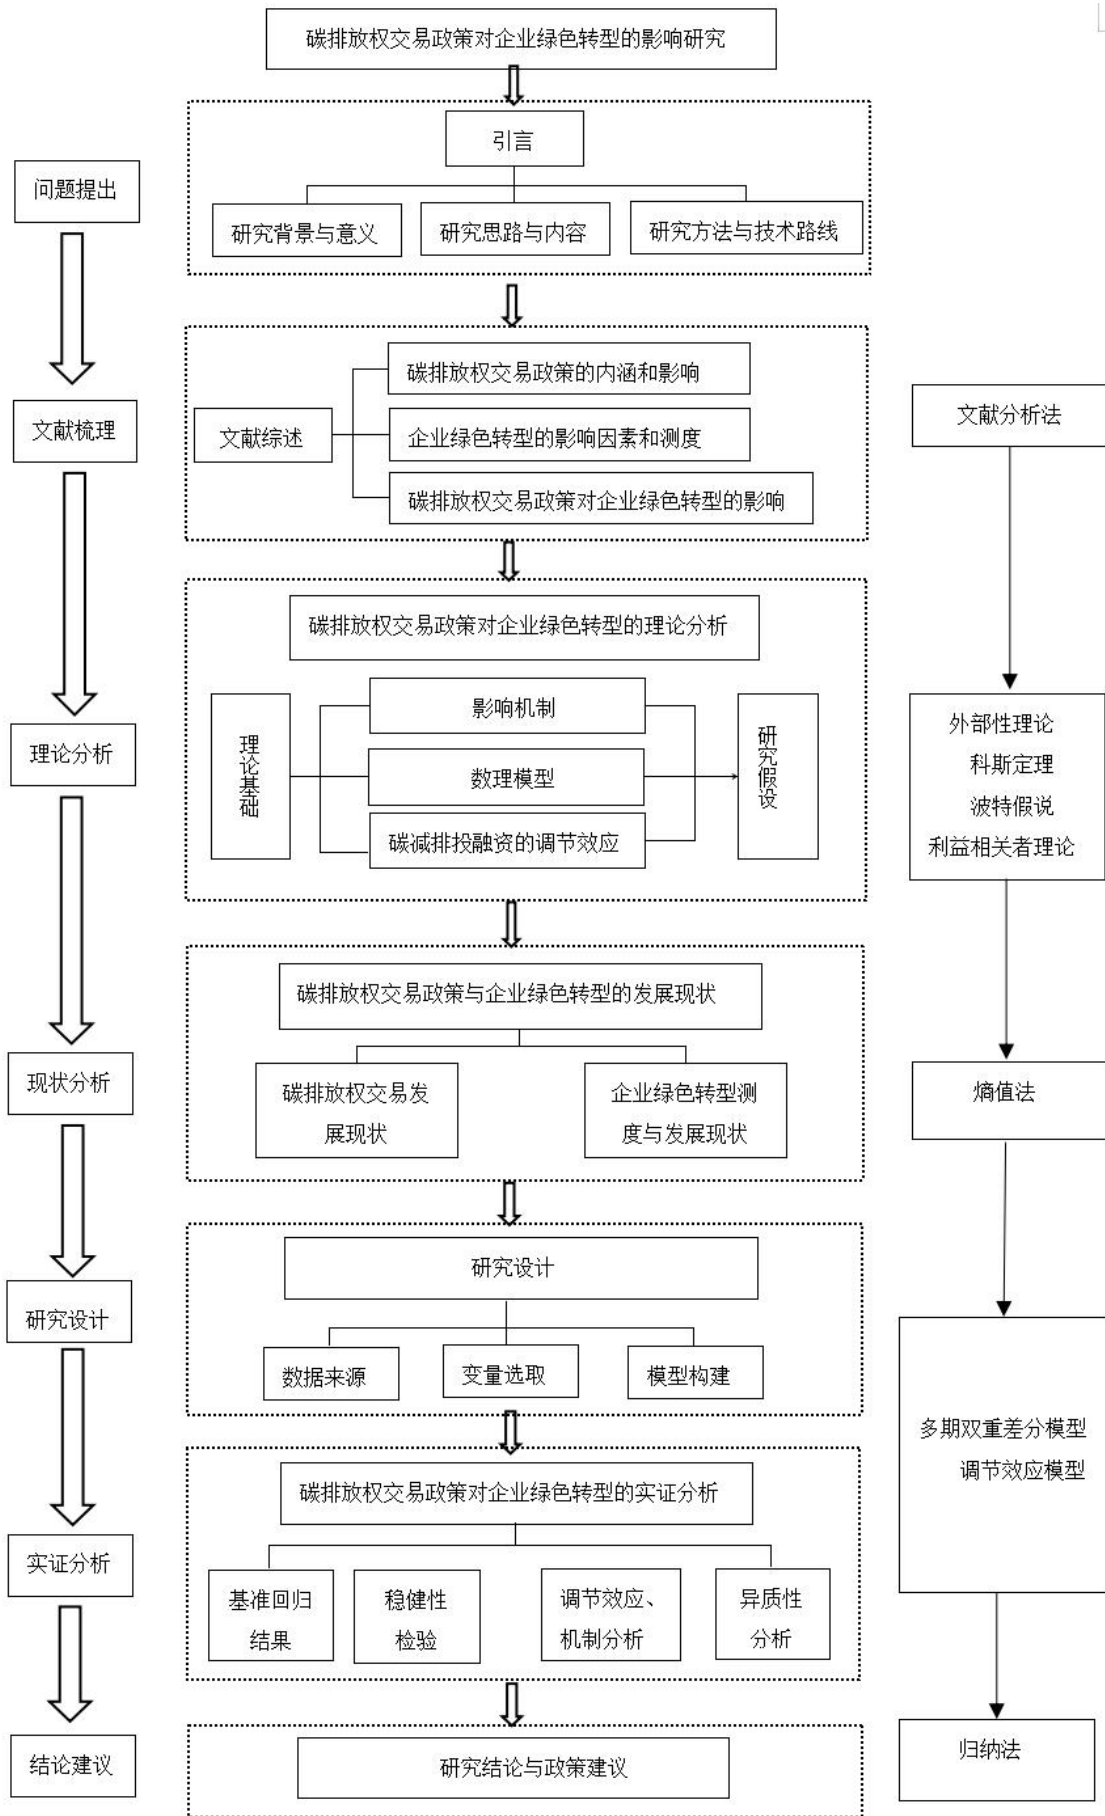 碳排放权交易政策对企业绿色转型的影响研究
引言
问题提出
研究背景与意义
研究思路与内容
研究方法与技术路线
碳排放权交易政策的内涵和影响
文献梳理
文献综述
企业绿色转型的影响因素和测度
文献分析法
碳排放权交易政策对企业绿色转型的影响
碳排放权交易政策对企业绿色转型的理论分析
理论分析
理论基础
影响机制
数理模型
碳减排投融资的调节效应
研究假设
外部性理论
科斯定理
波特假说
利益相关者理论
碳排放权交易政策与企业绿色转型的发展现状
现状分析
碳排放权交易发
展现状
企业绿色转型测
度与发展现状
熵值法
研究设计
研究设计
数据来源
变量选取
模型构建
多期双重差分模型
调节效应模型
碳排放权交易政策对企业绿色转型的实证分析
实证分析
基准回归
结果
稳健性
检验
调节效应、
机制分析
异质性
分析
结论建议
研究结论与政策建议
归纳法